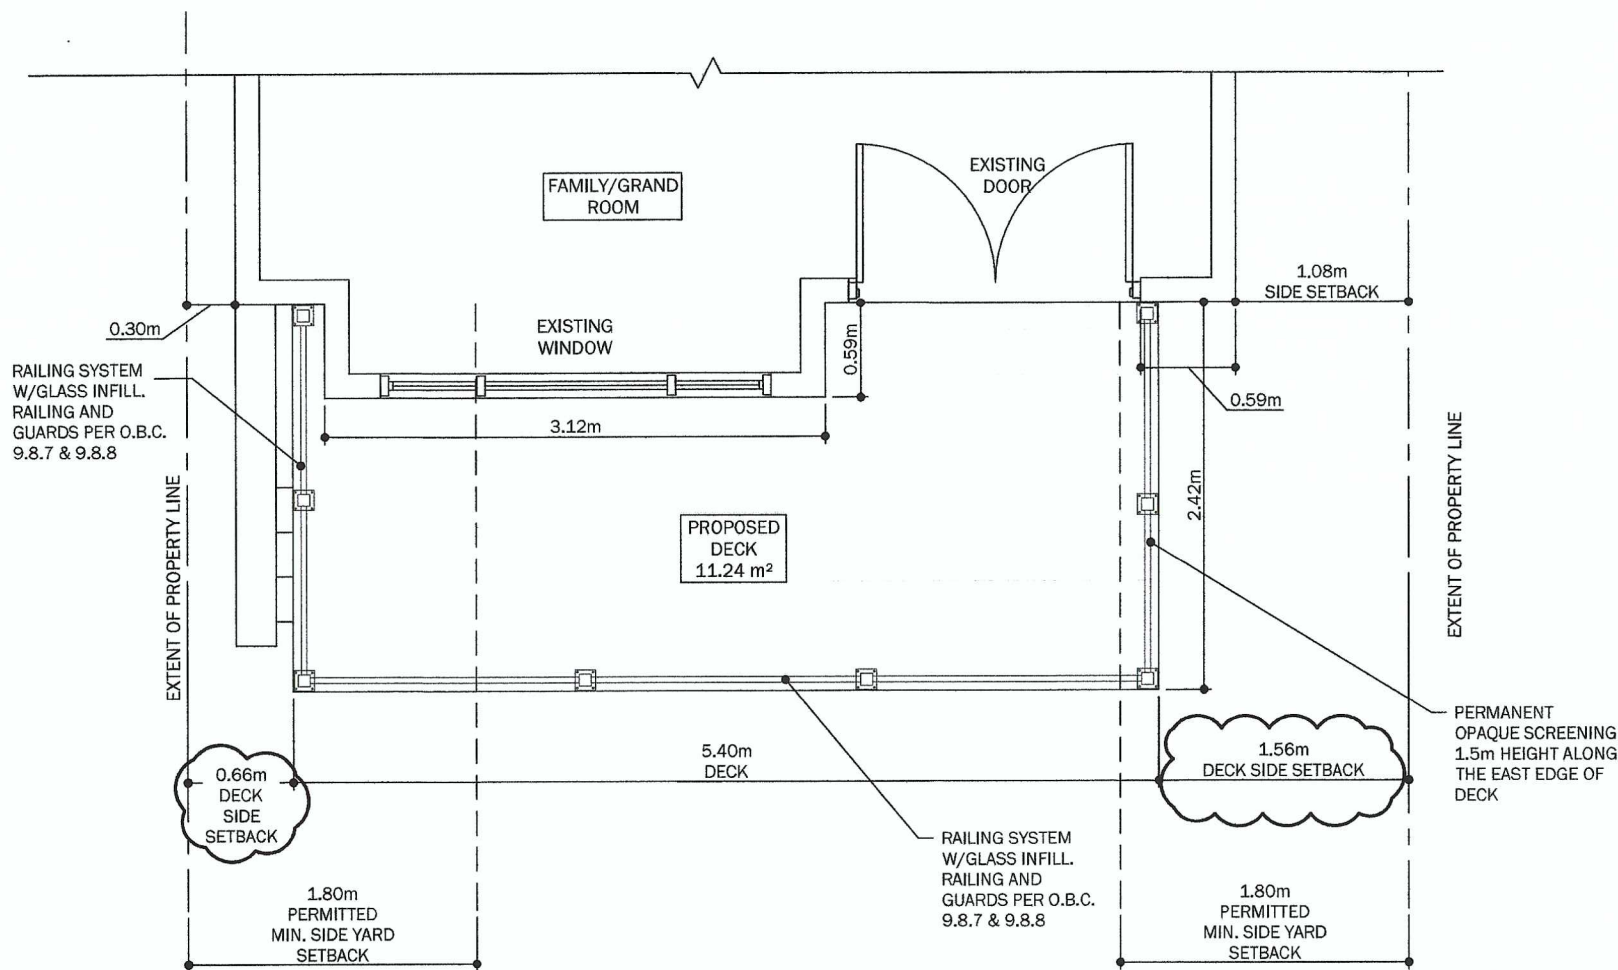 EXISTING
DOOR
FAMILY/GRAND
ROOM
1.08m
SIDE SETBACK
0.30m
EXISTING
WINDOW
0.59m
RAILING SYSTEM
W/GLASS INFILL.
RAILING AND
GUARDS PER O.B.C.
9.8.7 & 9.8.8
0.59m
3.12m
EXTENT OF PROPERTY LINE
2.42m
EXTENT OF PROPERTY LINE
PROPOSED
DECK
11.24 m²
PERMANENT
OPAQUE SCREENING
1.5m HEIGHT ALONG
THE EAST EDGE OF
DECK
0.66m
DECK
SIDE
SETBACK
5.40m
DECK
1.56m
DECK SIDE SETBACK
RAILING SYSTEM
W/GLASS INFILL.
RAILING AND
GUARDS PER O.B.C.
9.8.7 & 9.8.8
1.80m
PERMITTED
MIN. SIDE YARD
SETBACK
1.80m
PERMITTED
MIN. SIDE YARD
SETBACK